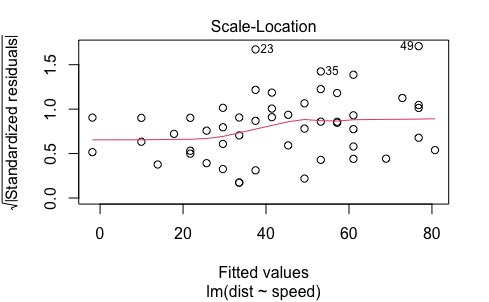 Scale-Location
√|Standardized residuals|
1.5
1.0
0.5
0.0
23
35
49
0 20 40 60 80
Fitted values
lm(dist ~ speed)